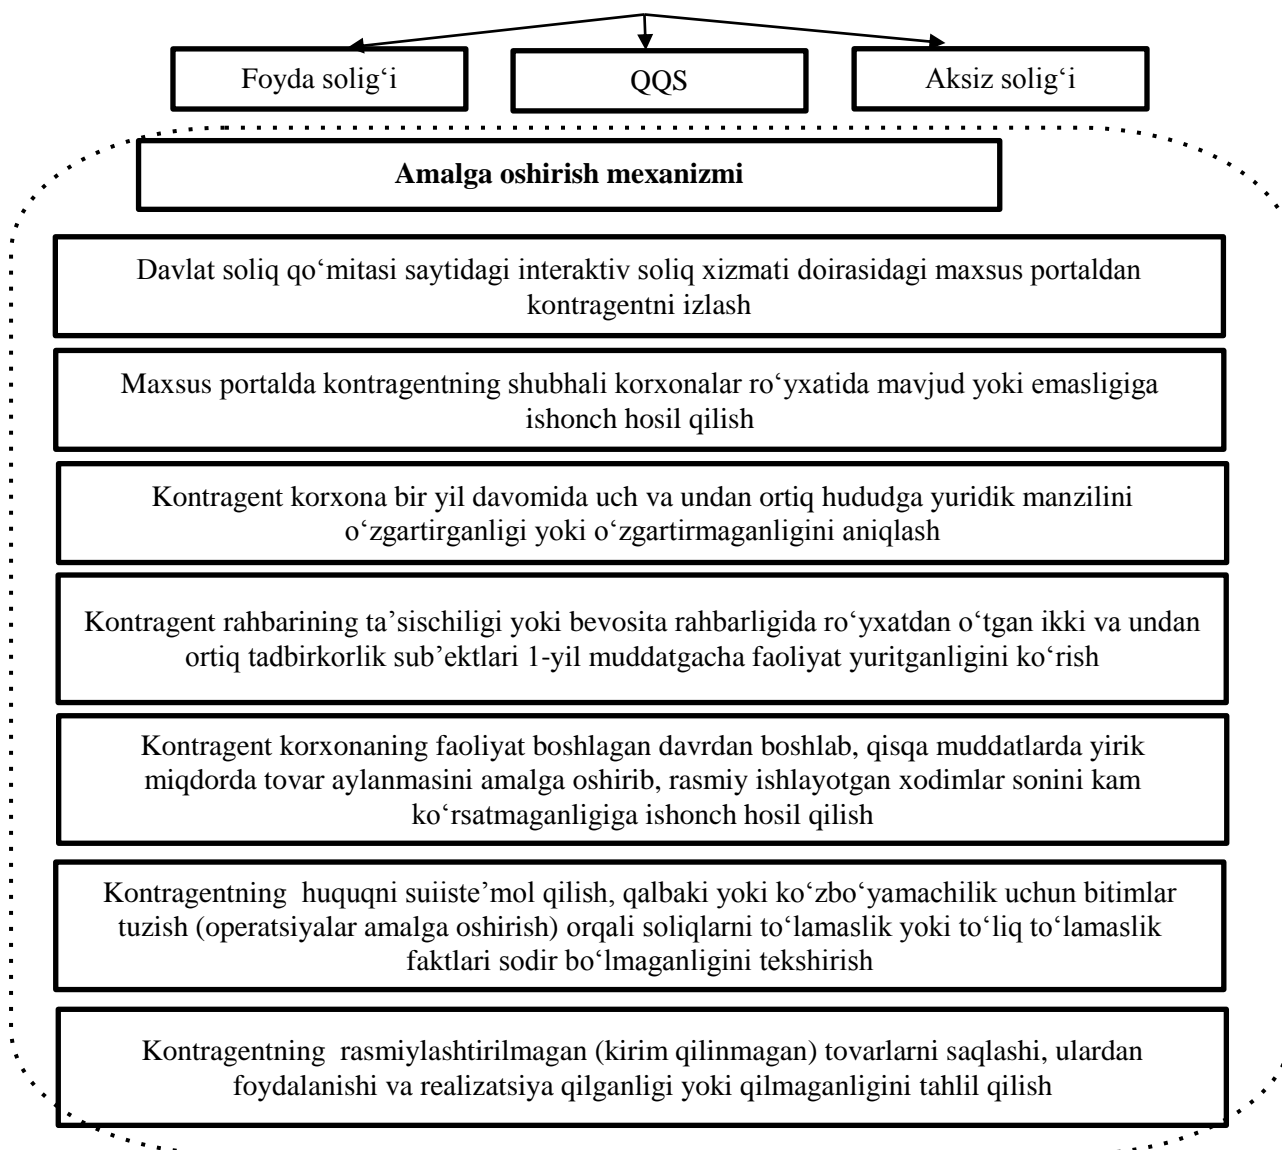 Foyda solig‘i
QQS
Aksiz solig‘i
Amalga oshirish mexanizmi
Davlat soliq qo‘mitasi saytidagi interaktiv soliq xizmati doirasidagi maxsus portaldan
kontragentni izlash
Maxsus portalda kontragentning shubhali korxonalar ro‘yxatida mavjud yoki emasligiga
ishonch hosil qilish
Kontragent korxona bir yil davomida uch va undan ortiq hududga yuridik manzilini
o‘zgartirganligi yoki o‘zgartirmaganligini aniqlash
Kontragent rahbarining ta’sischiligi yoki bevosita rahbarligida ro‘yxatdan o‘tgan ikki va undan
ortiq tadbirkorlik sub’ektlari 1-yil muddatgacha faoliyat yuritganligini ko‘rish
Kontragent korxonaning faoliyat boshlagan davrdan boshlab, qisqa muddatlarda yirik
miqdorda tovar aylanmasini amalga oshirib, rasmiy ishlayotgan xodimlar sonini kam
ko‘rsatmaganligiga ishonch hosil qilish
Kontragentning huquqni suiiste’mol qilish, qalbaki yoki ko‘zbo‘yamachilik uchun bitimlar
tuzish (operatsiyalar amalga oshirish) orqali soliqlarni to‘lamaslik yoki to‘liq to‘lamaslik
faktlari sodir bo‘lmaganligini tekshirish
Kontragentning rasmiylashtirilmagan (kirim qilinmagan) tovarlarni saqlashi, ulardan
foydalanishi va realizatsiya qilganligi yoki qilmaganligini tahlil qilish